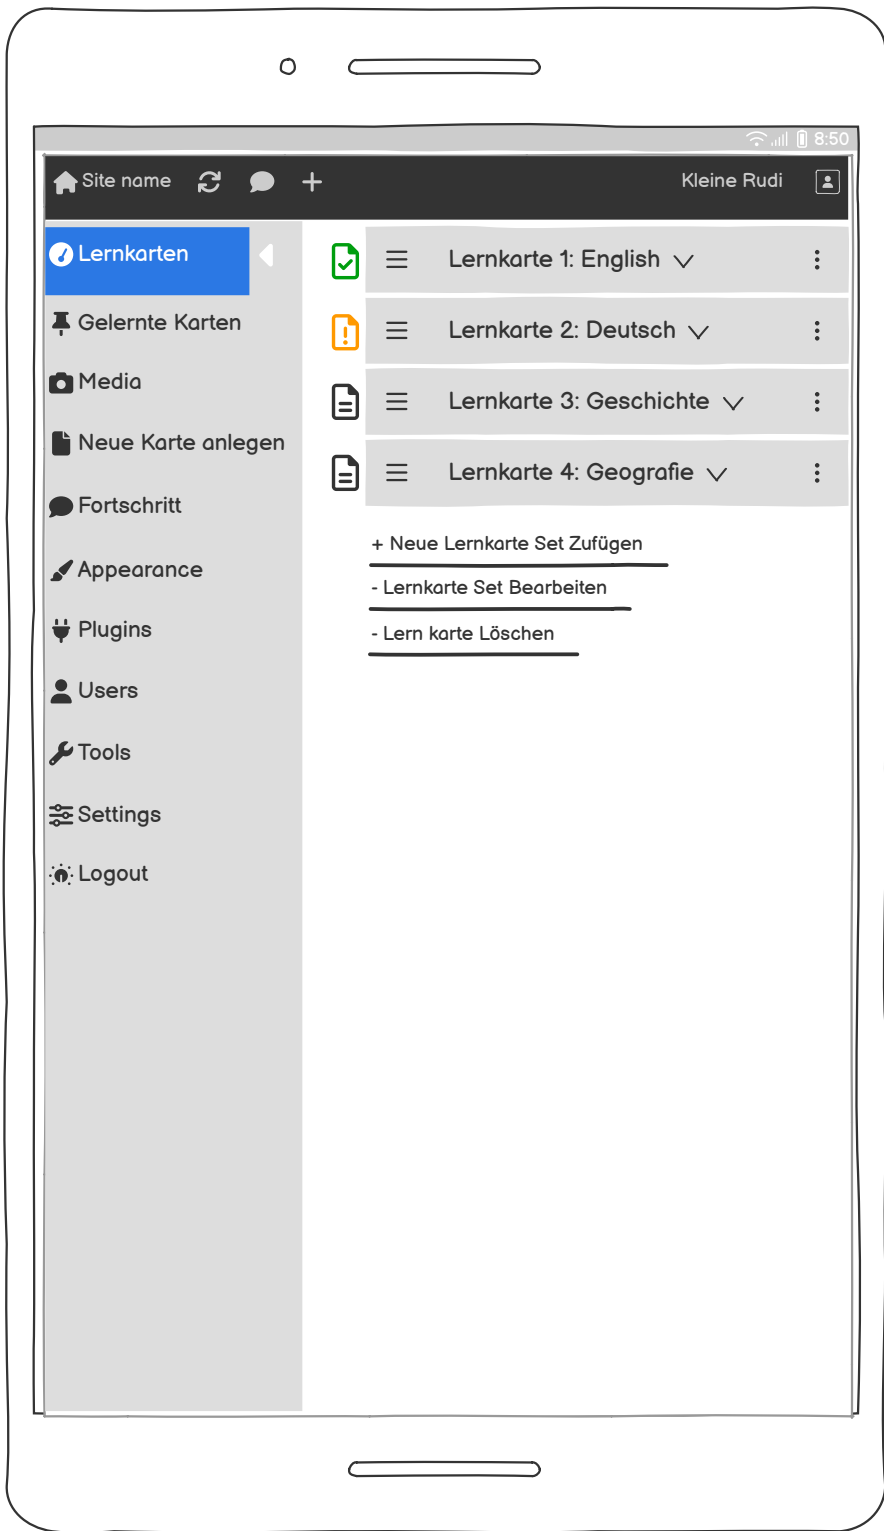 8:50
Site name
Kleine Rudi
Lernkarten
Gelernte Karten
Media
Neue Karte anlegen
Fortschritt
Appearance
Plugins
Users
Tools
Settings
Logout
Lernkarte 1: English
Lernkarte 2: Deutsch
Lernkarte 3: Geschichte
Lernkarte 4: Geografie
+ Neue Lernkarte Set Zufügen
- Lernkarte Set Bearbeiten
- Lern karte Löschen